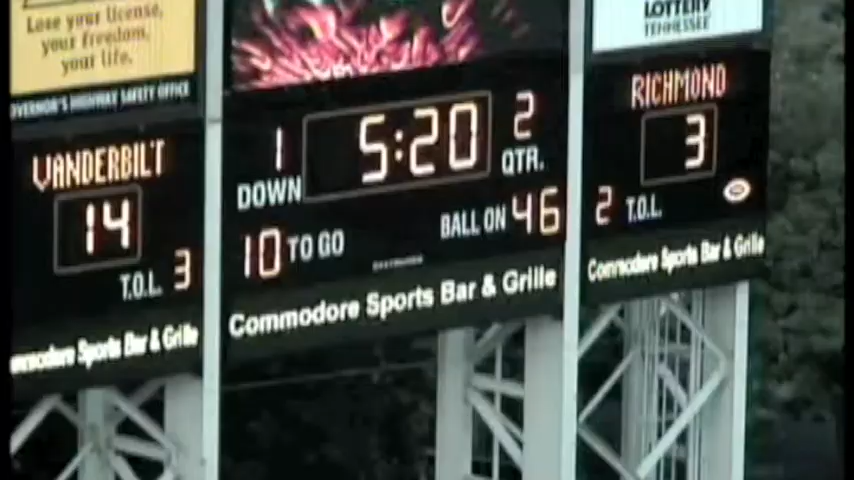 Lose your license,
your freedom,
your life.
GOVERNOR'S HIGHWAY SAFETY OFFICE
VANDERBILT
14
T.O.L. 3
Commodore Sports Bar & Grille
1
DOWN
5:20
2
QTR.
10 TO GO
BALL ON 46
Commodore Sports Bar & Grille
LOTTERY
TENNESSEE
RICHMOND
3
2 T.O.L.
Commodore Sports Bar & Grille